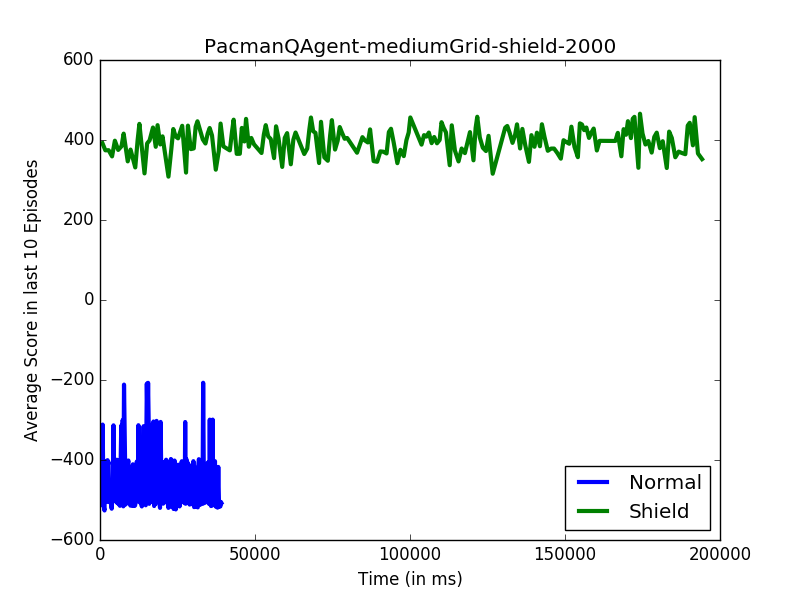 PacmanQAgent-mediumGrid-shield-2000
600
400
200
0
−200
−400
−600
Average Score in last 10 Episodes
0
50000
100000
150000
200000
Time (in ms)
Normal
Shield